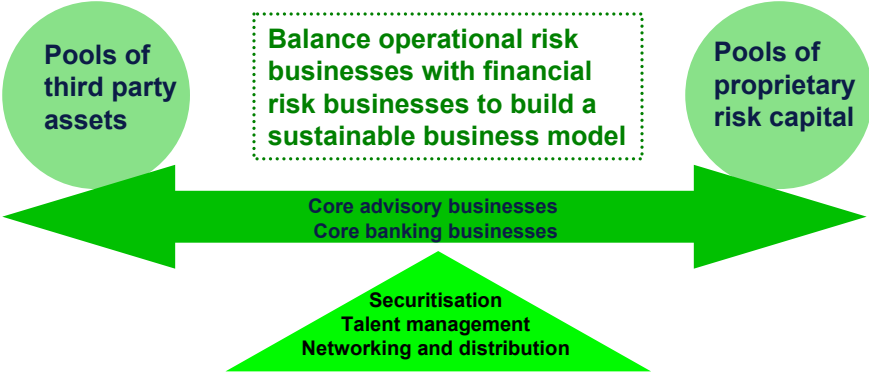 Pools of
third party
assets
Balance operational risk
businesses with financial
risk businesses to build a
sustainable business model
Pools of
proprietary
risk capital
Core advisory businesses
Core banking businesses
Securitisation
Talent management
Networking and distribution